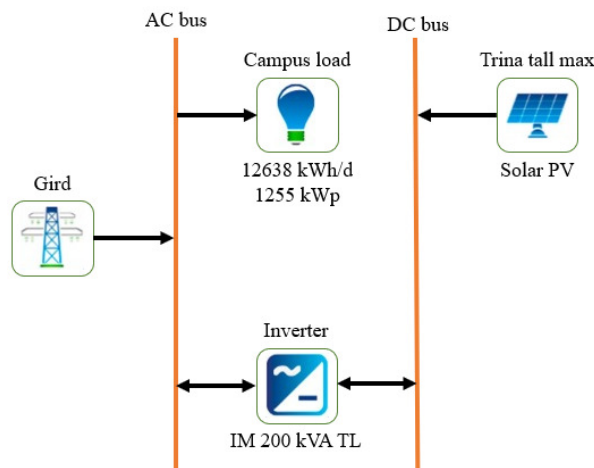 AC bus
DC bus
Campus load
Trina tall max
12638 kWh/d
1255 kWp
Solar PV
Gird
Inverter
IM 200 kVA TL